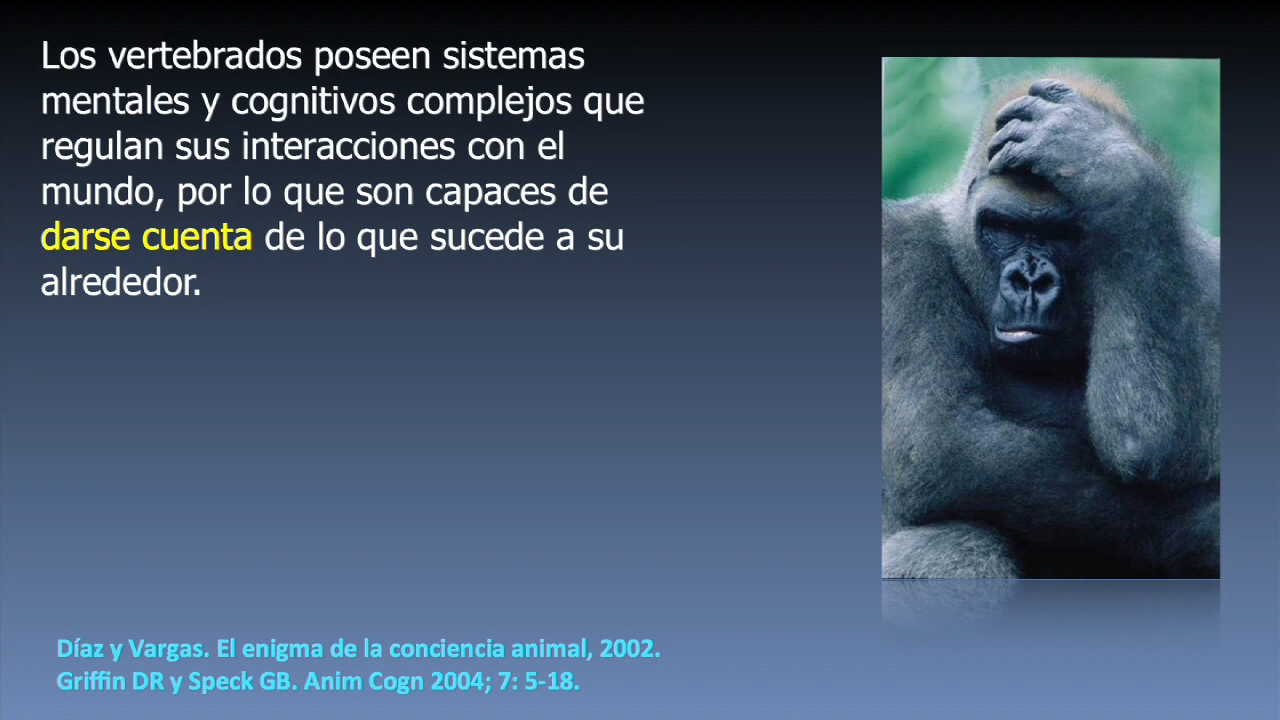 Los vertebrados poseen sistemas
mentales y cognitivos complejos que
regulan sus interacciones con el
mundo, por lo que son capaces de
darse cuenta de lo que sucede a su
alrededor.
Díaz y Vargas. El enigma de la conciencia animal, 2002.
Griffin DR y Speck GB. Anim Cogn 2004; 7: 5-18.